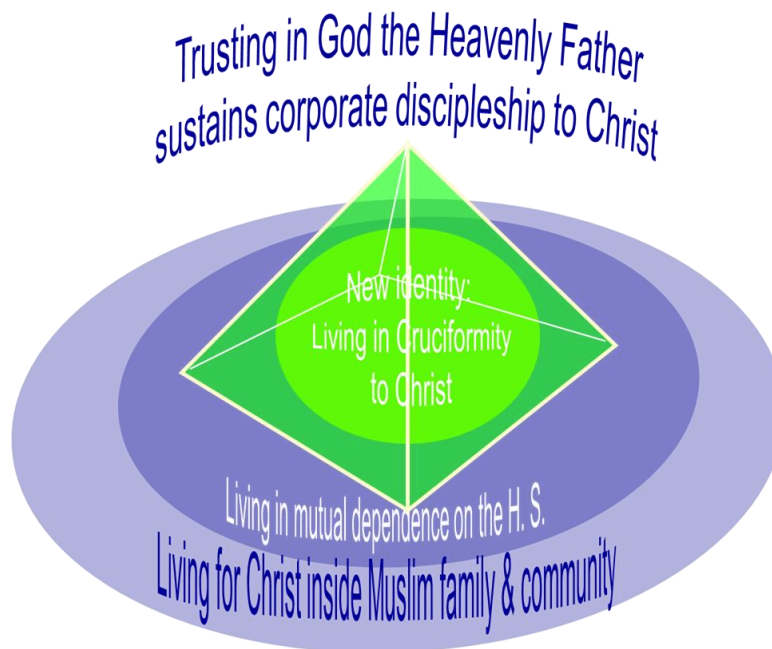 Trusting in God the Heavenly Father
sustains corporate discipleship to Christ
New identity:
Living in Cruciformity
to Christ
Living in mutual dependence on the H. S.
Living for Christ inside Muslim family & community